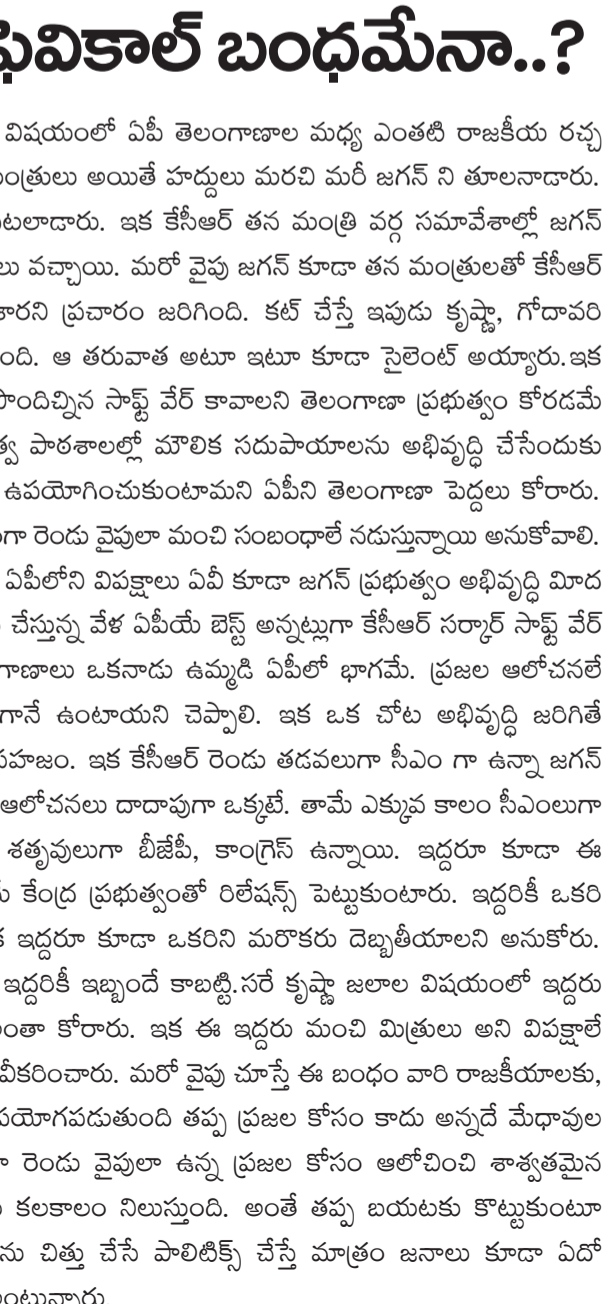 ఫెవికాల్ బంధమేనా..?
విషయంలో ఏపీ తెలంగాణాల మధ్య ఎంతటి రాజకీయ రచ్చ
అయితే హద్దులు మరచి మరీ జగన్ ని తూలనాడారు.
ఇక కేసీఆర్ తన మంత్రి వర్గ సమావేశాల్లో జగన్
వచ్చాయి. మరో వైపు జగన్ కూడా తన మంత్రులతో కేసీఆర్
ప్రచారం జరిగింది. కట్ చేస్తే ఇపుడు కృష్ణా, గోదావరి
ఆ తరువాత అటూ ఇటూ కూడా సైలెంట్ అయ్యారు.ఇక
సాఫ్ట్ వేర్ కావాలని తెలంగాణా ప్రభుత్వం కోరడమే
పాఠశాలల్లో మౌలిక సదుపాయాలను అభివృద్ధి చేసేందుకు
ఉపయోగించుకుంటామని ఏపీని తెలంగాణా పెద్దలు కోరారు.
రెండు వైపులా మంచి సంబంధాలే నడుస్తున్నాయి అనుకోవాలి.
ఏపీలోని విపక్షాలు ఏవీ కూడా జగన్ ప్రభుత్వం అభివృద్ధి మీద
చేస్తున్న వేళ ఏపీయే బెస్ట్ అన్నట్లుగా కేసీఆర్ సర్కార్ సాఫ్ట్ వేర్
ఒకనాడు ఉమ్మడి ఏపీలో భాగమే. ప్రజల ఆలోచనలే
గానే ఉంటాయని చెప్పాలి. ఇక ఒక చోట అభివృద్ధి జరిగితే
సహజం. ఇక కేసీఆర్ రెండు తడవలుగా సీఎం గా ఉన్నా జగన్
ఆలోచనలు దాదాపుగా ఒక్కటే. తామే ఎక్కువ కాలం సీఎంలుగా
శతృవులుగా బీజేపీ, కాంగ్రెస్ ఉన్నాయి. ఇద్దరూ కూడా ఈ
కేంద్ర ప్రభుత్వంతో రిలేషన్స్ పెట్టుకుంటారు. ఇద్దరికీ ఒకరి
ఇద్దరూ కూడా ఒకరిని మరొకరు దెబ్బతీయాలని అనుకోరు.
ఇద్దరికీ ఇబ్బందే కాబట్టి.సరే కృష్ణా జలాల విషయంలో ఇద్దరు
కోరారు. ఇక ఈ ఇద్దరు మంచి మిత్రులు అని విపక్షాలే
మరో వైపు చూస్తే ఈ బంధం వారి రాజకీయాలకు,
తప్ప ప్రజల కోసం కాదు అన్నదే మేధావుల
రెండు వైపులా ఉన్న ప్రజల కోసం ఆలోచించి శాశ్వతమైన
కలకాలం నిలుస్తుంది. అంతే తప్ప బయటకు కొట్టుకుంటూ
చిత్తు చేసే పాలిటిక్స్ చేస్తే మాత్రం జనాలు కూడా ఏదో